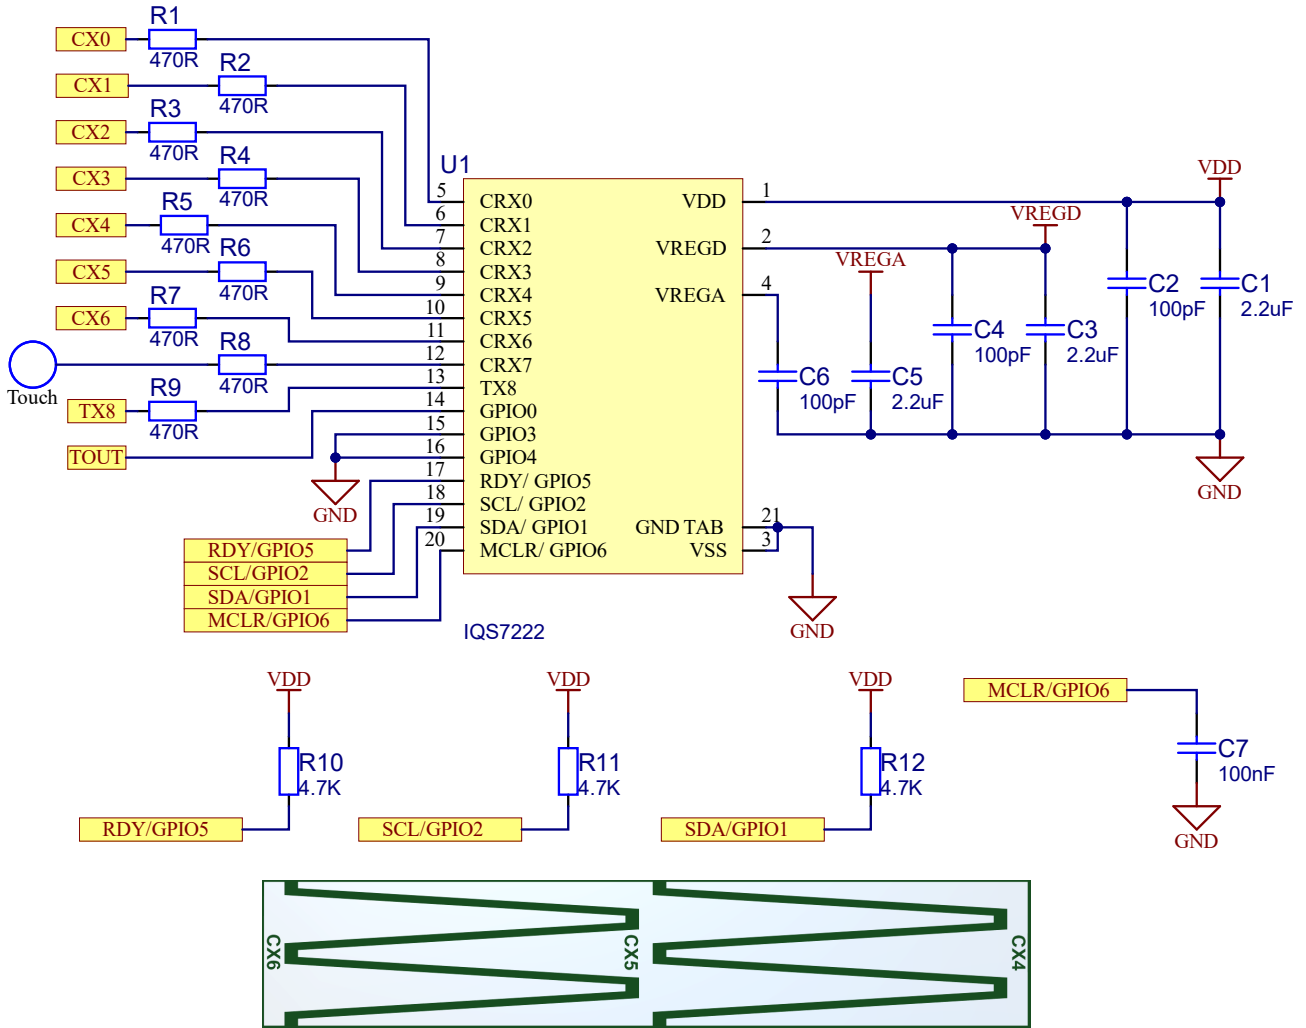 CX0 R1 470R
CX1 R2 470R
CX2 R3 470R
CX3 R4 470R
CX4 R5 470R
CX5 R6 470R
CX6 R7 470R
Touch R8 470R
TX8 R9 470R
TOUT
GND
U1
5 CRX0
6 CRX1
7 CRX2
8 CRX3
9 CRX4
10 CRX5
11 CRX6
12 CRX7
13 TX8
14 GPIO0
15 GPIO3
16 GPIO4
17 RDY/ GPIO5
18 SCL/ GPIO2
19 SDA/ GPIO1
20 MCLR/ GPIO6
VDD 1
VREGD 2
VREGA 4
GND TAB 21
VSS 3
IQS7222
RDY/GPIO5
SCL/GPIO2
SDA/GPIO1
MCLR/GPIO6
VDD
VREGD
VREGA
C6 100pF
C5 2.2uF
C4 100pF
C3 2.2uF
C2 100pF
C1 2.2uF
GND
GND
VDD
R10
4.7K
RDY/GPIO5
VDD
R11
4.7K
SCL/GPIO2
VDD
R12
4.7K
SDA/GPIO1
MCLR/GPIO6
C7
100nF
GND
CX6
CX5
CX4